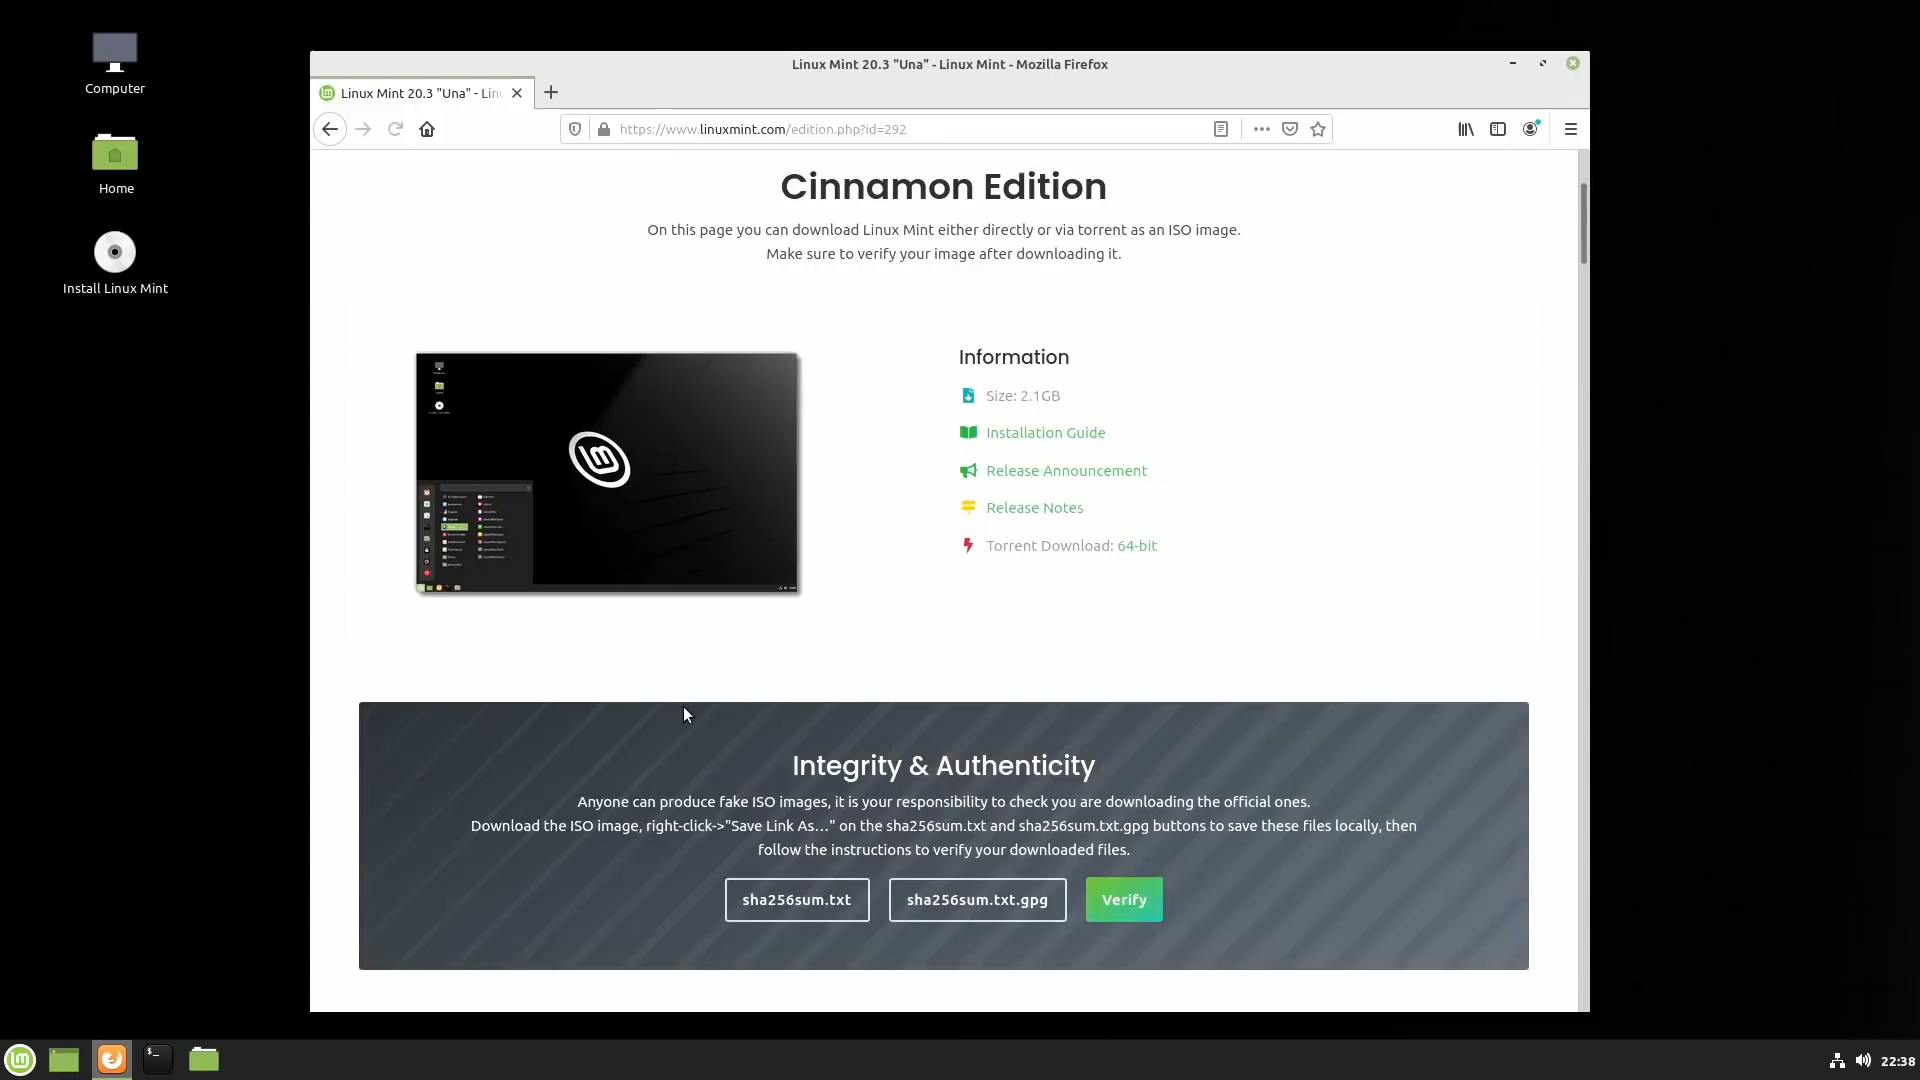 Computer
Home
Install Linux Mint
Linux Mint 20.3 "Una" - Linux Mint - Mozilla Firefox
Linux Mint 20.3 "Una" - Lin
https://www.linuxmint.com/edition.php?id=292
Cinnamon Edition
On this page you can download Linux Mint either directly or via torrent as an ISO image.
Make sure to verify your image after downloading it.
Information
Size: 2.1GB
Installation Guide
Release Announcement
Release Notes
Torrent Download: 64-bit
Integrity & Authenticity
Anyone can produce fake ISO images, it is your responsibility to check you are downloading the official ones.
Download the ISO image, right-click->"Save Link As..." on the sha256sum.txt and sha256sum.txt.gpg buttons to save these files locally, then
follow the instructions to verify your downloaded files.
sha256sum.txt
sha256sum.txt.gpg
Verify
22:38